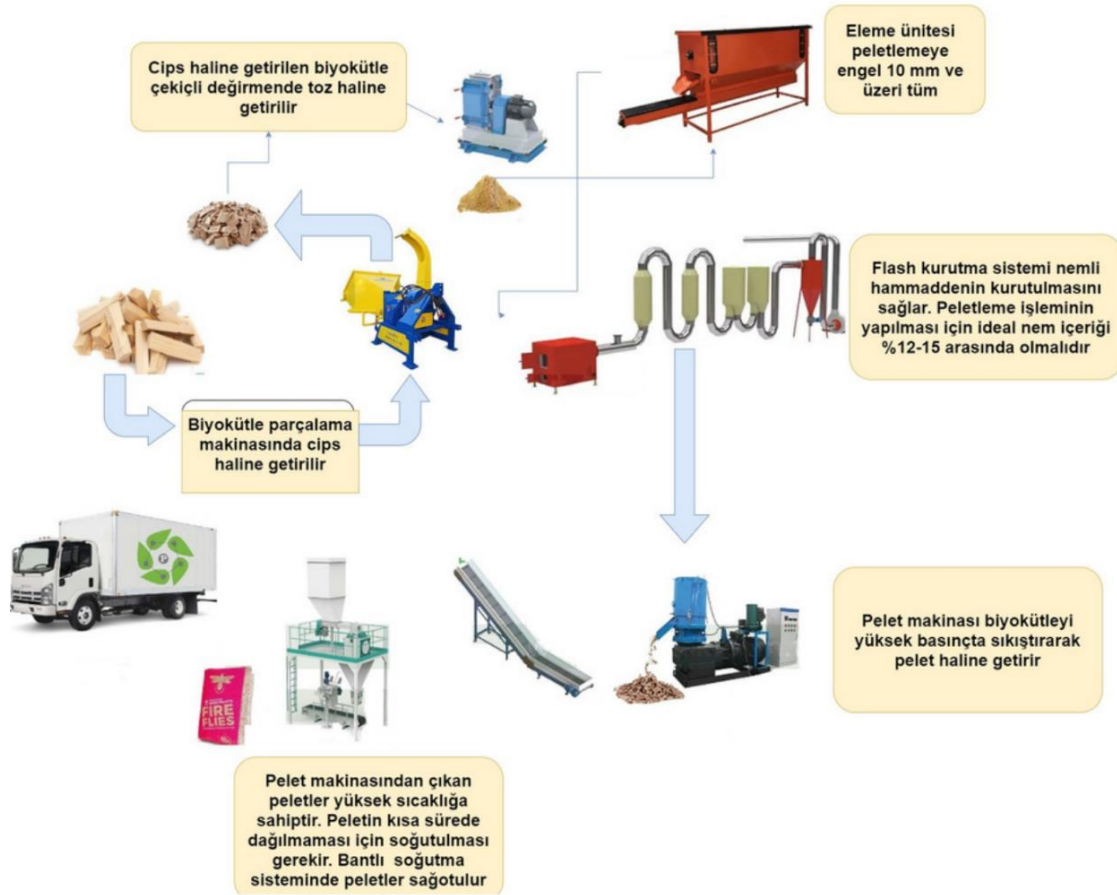 Cips haline getirilen biyokütle
çekiçli değirmende toz haline
getirilir
Eleme ünitesi
peletlemeye
engel 10 mm ve
üzeri tüm
Flash kurutma sistemi nemli
hammaddenin kurutulmasını
sağlar. Peletleme işleminin
yapılması için ideal nem içeriği
%12-15 arasında olmalıdır
Biyokütle parçalama
makinasında cips
haline getirilir
Pelet makinası biyokütleyi
yüksek basınçta sıkıştırarak
pelet haline getirir
FIRE
FLIES
Pelet makinasından çıkan
peletler yüksek sıcaklığa
sahiptir. Peletin kısa sürede
dağılmaması için soğutulması
gerekir. Bantlı soğutma
sisteminde peletler sağotulur